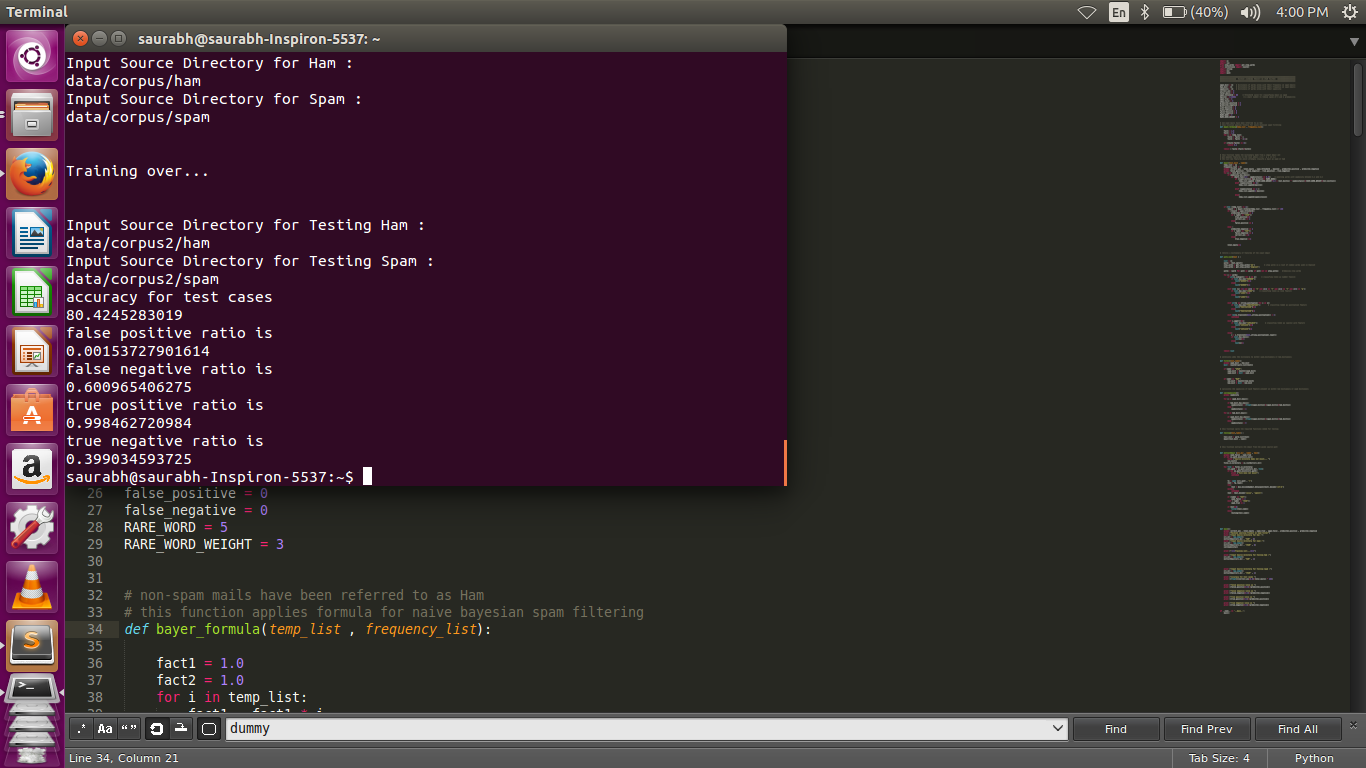 Terminal
En
(40%)
4:00 PM
saurabh@saurabh-Inspiron-5537: ~
Input Source Directory for Ham :
data/corpus/ham
Input Source Directory for Spam :
data/corpus/spam
Training over...
Input Source Directory for Testing Ham :
data/corpus2/ham
Input Source Directory for Testing Spam :
data/corpus2/spam
accuracy for test cases
80.4245283019
false positive ratio is
0.00153727901614
false negative ratio is
0.600965406275
true positive ratio is
0.998462720984
true negative ratio is
0.399034593725
saurabh@saurabh-Inspiron-5537:~$
26 false_positive = 0
27 false_negative = 0
28 RARE_WORD = 5
29 RARE_WORD_WEIGHT = 3
30
31
32 # non-spam mails have been referred to as Ham
33 # this function applies formula for naive bayesian spam filtering
34 def bayer_formula(temp_list , frequency_list):
35
36 fact1 = 1.0
37 fact2 = 1.0
38 for i in temp_list:
.* Aa “” dummy Find Find Prev Find All
Line 34, Column 21 Tab Size: 4 Python